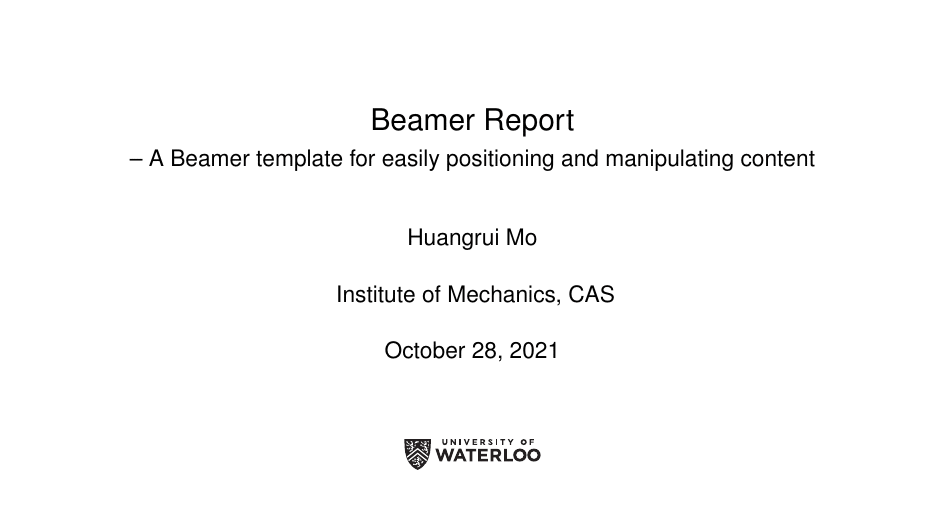 Beamer Report
– A Beamer template for easily positioning and manipulating content
Huangrui Mo
Institute of Mechanics, CAS
October 28, 2021
UNIVERSITY OF
WATERLOO